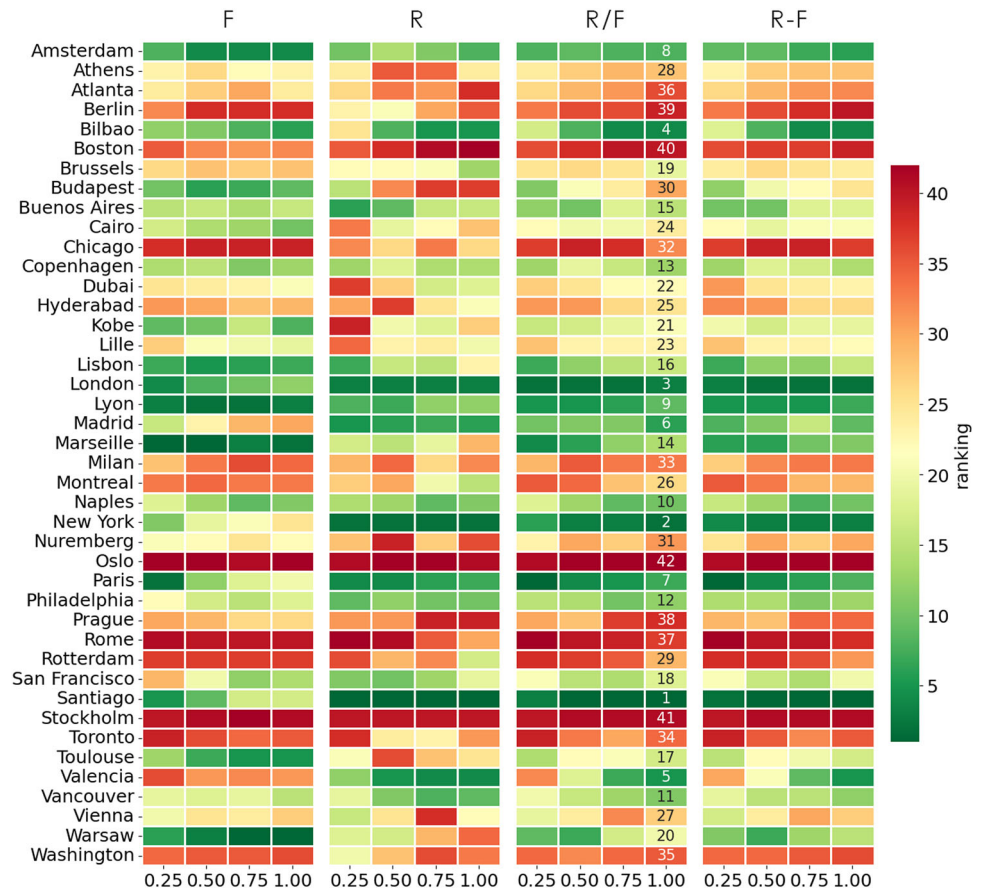 F R R/F R-F
Amsterdam 8
Athens 28
Atlanta 36
Berlin 39
Bilbao 4
Boston 40
Brussels 19
Budapest 30
Buenos Aires 15
Cairo 24
Chicago 32
Copenhagen 13
Dubai 22
Hyderabad 25
Kobe 21
Lille 23
Lisbon 16
London 3
Lyon 9
Madrid 6
Marseille 14
Milan 33
Montreal 26
Naples 10
New York 2
Nuremberg 31
Oslo 42
Paris 7
Philadelphia 12
Prague 38
Rome 37
Rotterdam 29
San Francisco 18
Santiago 1
Stockholm 41
Toronto 34
Toulouse 17
Valencia 5
Vancouver 11
Vienna 27
Warsaw 20
Washington 35
0.25 0.50 0.75 1.00 0.25 0.50 0.75 1.00 0.25 0.50 0.75 1.00 0.25 0.50 0.75 1.00
40
35
30
25
20
15
10
5
ranking